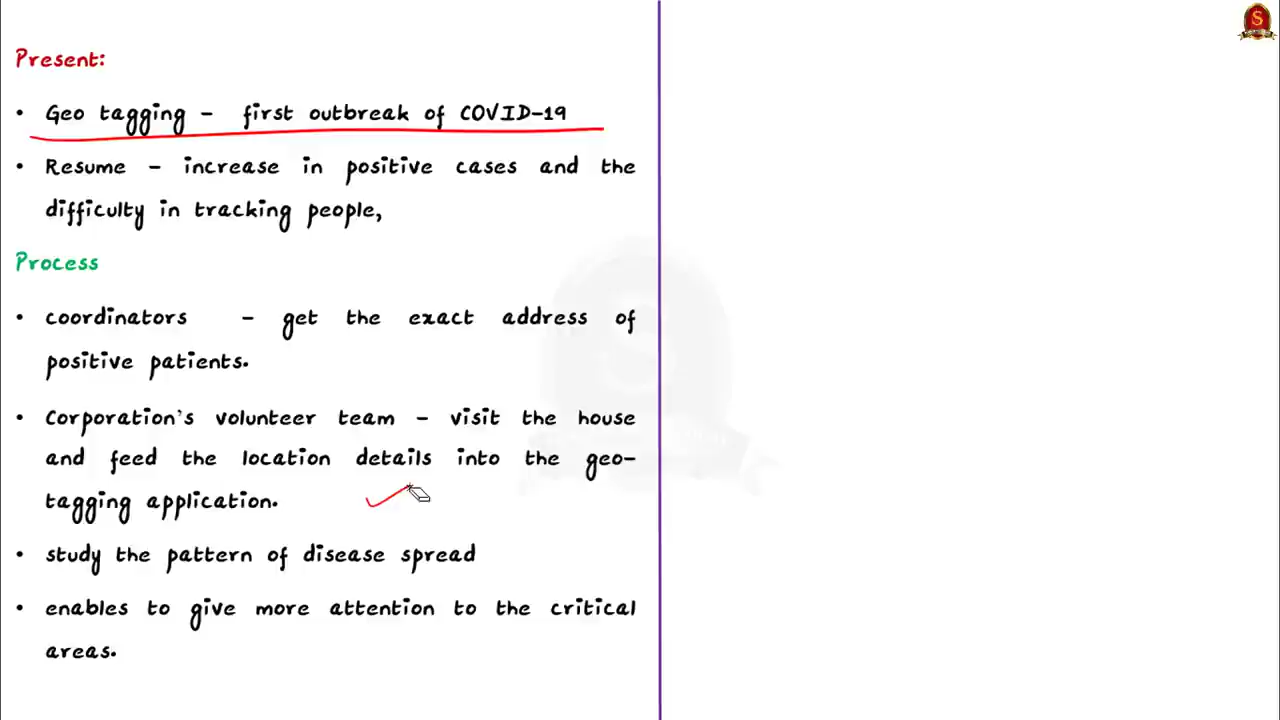 Present:
• Geo tagging - first outbreak of COVID-19
• Resume - increase in positive cases and the
difficulty in tracking people,
Process
• coordinators - get the exact address of
positive patients.
• Corporation's volunteer team - visit the house
and feed the location details into the geo-
tagging application.
• study the pattern of disease spread
• enables to give more attention to the critical
areas.